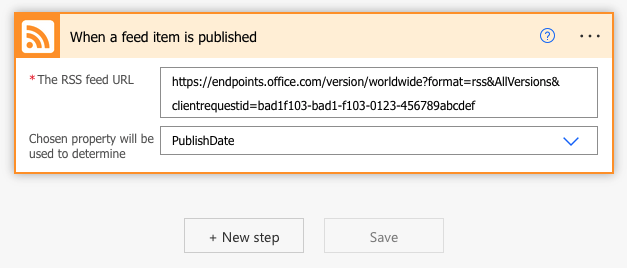 When a feed item is published
* The RSS feed URL
https://endpoints.office.com/version/worldwide?format=rss&AllVersions&
clientrequestid=bad1f103-bad1-f103-0123-456789abcdef
Chosen property will be
used to determine
PublishDate
+ New step
Save